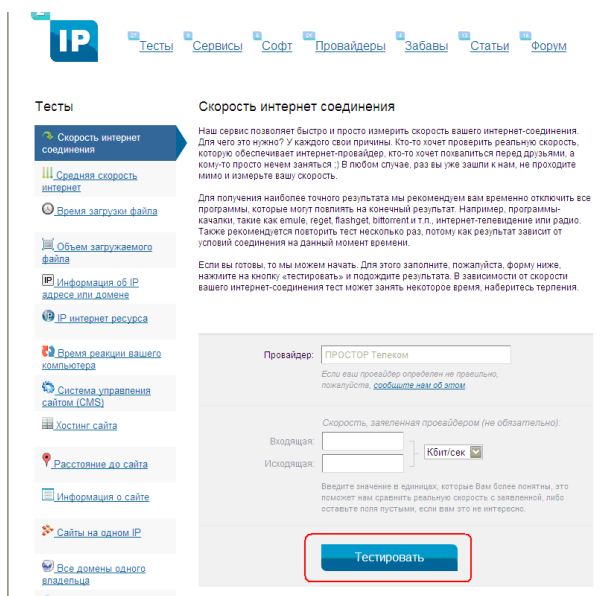 IP
Тесты
Сервисы
Софт
Провайдеры
Забавы
Статьи
Форум
Тесты
Скорость интернет
соединения
Средняя скорость
интернет
Время загрузки файла
Объем загружаемого
файла
Информация об IP
адресе или домене
IP интернет ресурса
Время реакции вашего
компьютера
Система управления
сайтом (CMS)
Хостинг сайта
Расстояние до сайта
Информация о сайте
Сайты на одном IP
Все домены одного
владельца
Скорость интернет соединения
Наш сервис позволяет быстро и просто измерить скорость вашего интернет-соединения.
Для чего это нужно? У каждого свои причины. Кто-то хочет проверить реальную скорость,
которую обеспечивает интернет-провайдер, кто-то хочет похвалиться перед друзьями, а
кому-то просто нечем заняться ;) В любом случае, раз вы уже зашли к нам, не проходите
мимо и измерьте вашу скорость.
Для получения наиболее точного результата мы рекомендуем вам временно отключить все
программы, которые могут повлиять на конечный результат. Например, программы-
качалки, такие как emule, reget, flashget, bittorrent и т.п., интернет-телевидение или радио.
Также рекомендуется повторить тест несколько раз, потому как результат зависит от
условий соединения на данный момент времени.
Если вы готовы, то мы можем начать. Для этого заполните, пожалуйста, форму ниже,
нажмите на кнопку «тестировать» и подождите результата. В зависимости от скорости
вашего интернет-соединения тест может занять некоторое время, наберитесь терпения.
Провайдер: ПРОСТОР Телеком
Если ваш провайдер определен не правильно,
пожалуйста, сообщите нам об этом.
Скорость, заявленная провайдером (не обязательно):
Входящая:
Исходящая:
Кбит/сек
Введите значение в единицах, которые Вам более понятны, это
поможет нам сравнить реальную скорость с заявленной, либо
оставьте поля пустыми, если вам это не интересно.
Тестировать